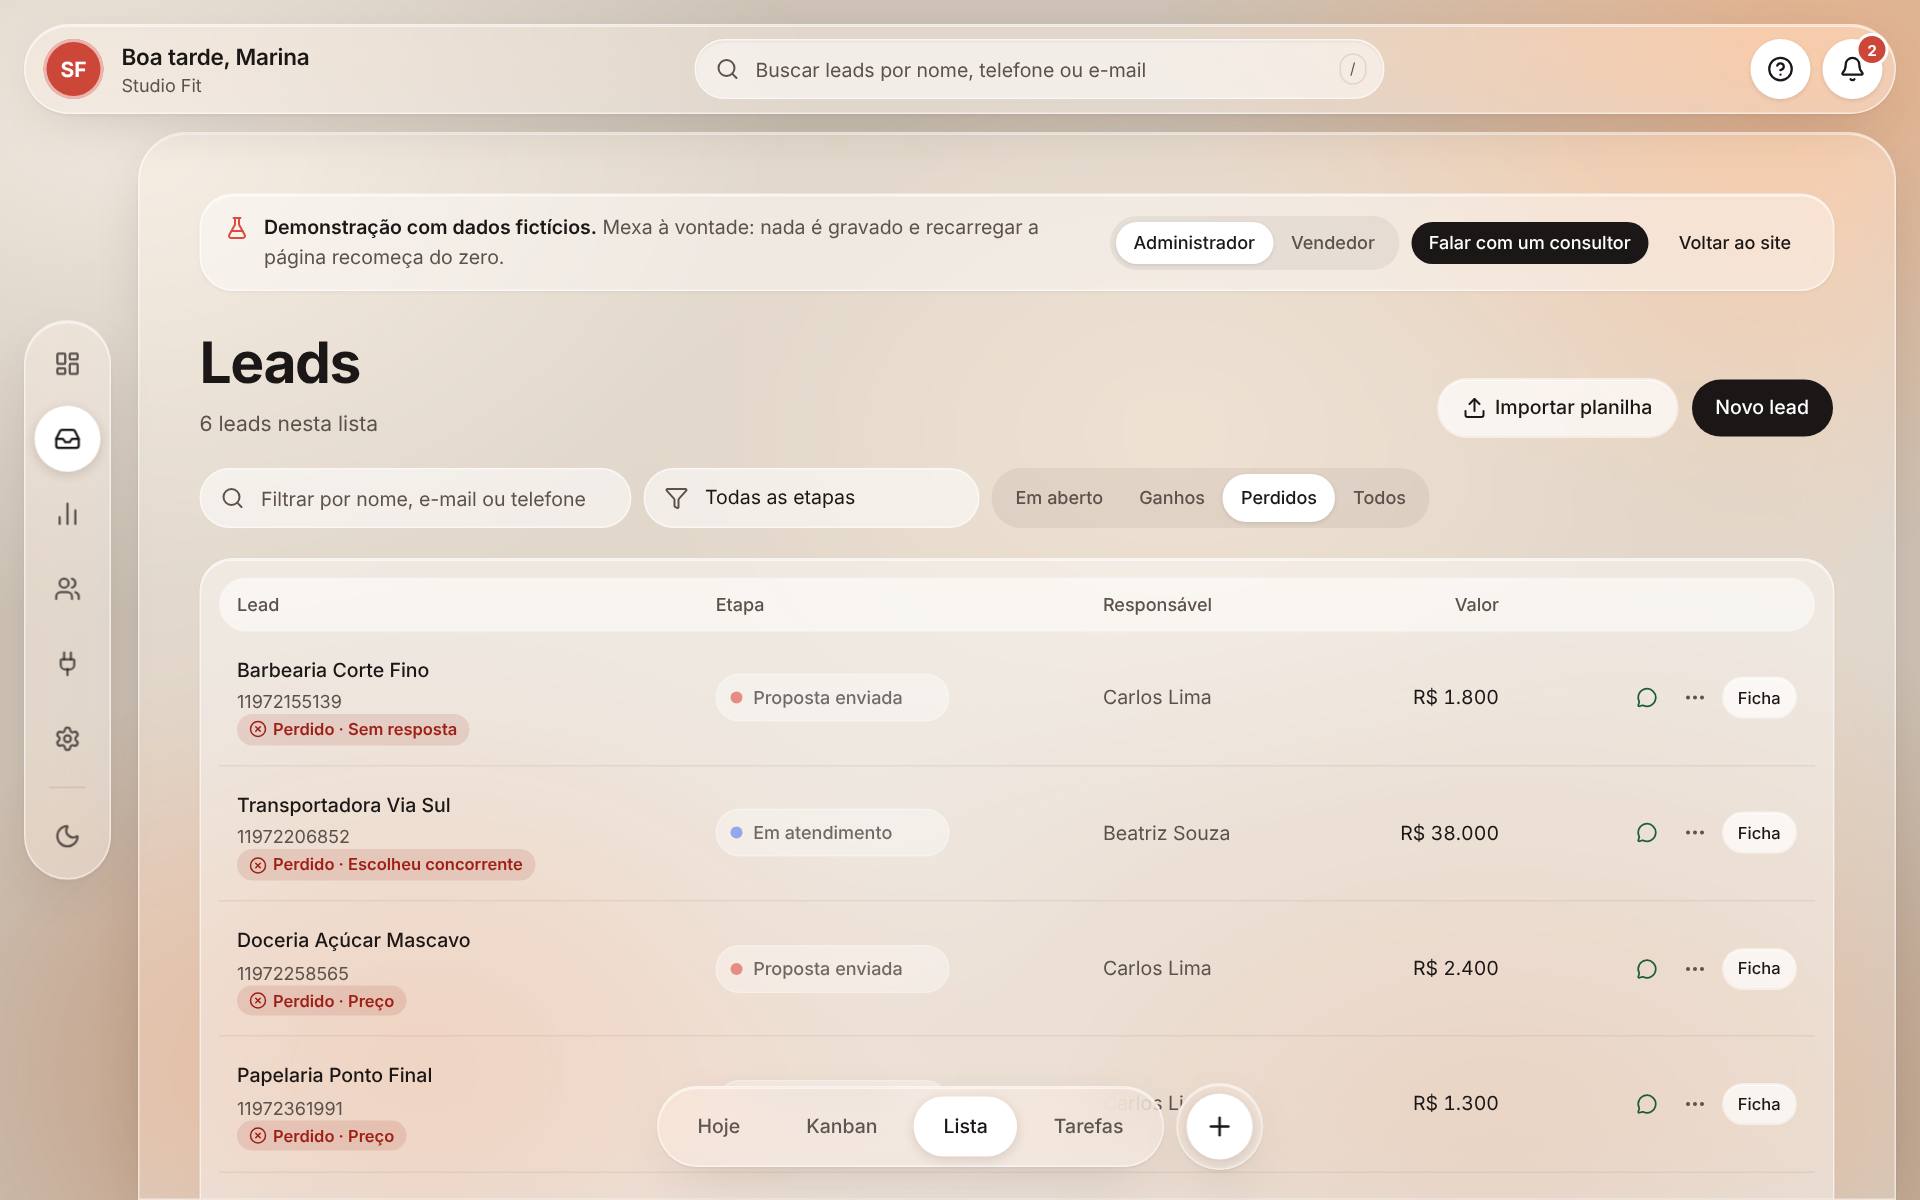 SF
Boa tarde, Marina
Studio Fit
Buscar leads por nome, telefone ou e-mail
/
2
Demonstração com dados fictícios. Mexa à vontade: nada é gravado e recarregar a
página recomeça do zero.
Administrador
Vendedor
Falar com um consultor
Voltar ao site
Leads
6 leads nesta lista
Importar planilha
Novo lead
Filtrar por nome, e-mail ou telefone
Todas as etapas
Em aberto
Ganhos
Perdidos
Todos
Lead Etapa Responsável Valor
Barbearia Corte Fino
11972155139
Perdido · Sem resposta
Proposta enviada
Carlos Lima
R$ 1.800
Ficha
Transportadora Via Sul
11972206852
Perdido · Escolheu concorrente
Em atendimento
Beatriz Souza
R$ 38.000
Ficha
Doceria Açúcar Mascavo
11972258565
Perdido · Preço
Proposta enviada
Carlos Lima
R$ 2.400
Ficha
Papelaria Ponto Final
11972361991
Perdido · Preço
R$ 1.300
Ficha
Hoje
Kanban
Lista
Tarefas